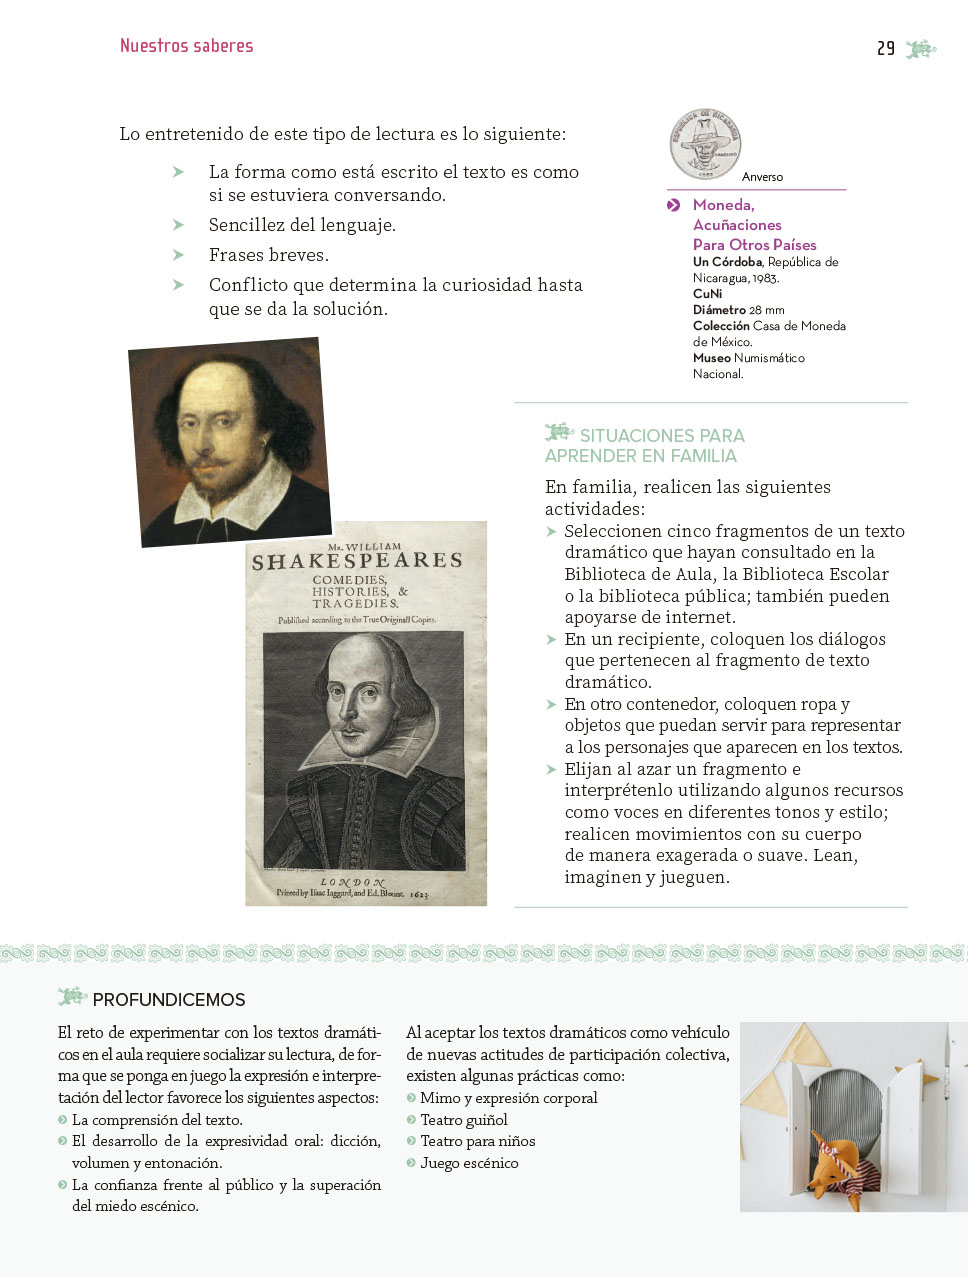 Nuestros saberes
29
Lo entretenido de este tipo de lectura es lo siguiente:
La forma como está escrito el texto es como
si se estuviera conversando.
Sencillez del lenguaje.
Frases breves.
Conflicto que determina la curiosidad hasta
que se da la solución.
REPÚBLICA DE NICARAGUA
SANDINO
1983
Anverso
Moneda,
Acuñaciones
Para Otros Países
Un Córdoba, República de
Nicaragua, 1983.
CuNi
Diámetro 28 mm
Colección Casa de Moneda
de México.
Museo Numismático
Nacional.
Mr. WILLIAM
SHAKESPEARES
COMEDIES,
HISTORIES, &
TRAGEDIES.
Published according to the True Originall Copies.
LONDON
Printed by Isaac Iaggard, and Ed. Blount. 1623.
SITUACIONES PARA
APRENDER EN FAMILIA
En familia, realicen las siguientes
actividades:
Seleccionen cinco fragmentos de un texto
dramático que hayan consultado en la
Biblioteca de Aula, la Biblioteca Escolar
o la biblioteca pública; también pueden
apoyarse de internet.
En un recipiente, coloquen los diálogos
que pertenecen al fragmento de texto
dramático.
En otro contenedor, coloquen ropa y
objetos que puedan servir para representar
a los personajes que aparecen en los textos.
Elijan al azar un fragmento e
interprétenlo utilizando algunos recursos
como voces en diferentes tonos y estilo;
realicen movimientos con su cuerpo
de manera exagerada o suave. Lean,
imaginen y jueguen.
PROFUNDICEMOS
El reto de experimentar con los textos dramáti-
cos en el aula requiere socializar su lectura, de for-
ma que se ponga en juego la expresión e interpre-
tación del lector favorece los siguientes aspectos:
La comprensión del texto.
El desarrollo de la expresividad oral: dicción,
volumen y entonación.
La confianza frente al público y la superación
del miedo escénico.
Al aceptar los textos dramáticos como vehículo
de nuevas actitudes de participación colectiva,
existen algunas prácticas como:
Mimo y expresión corporal
Teatro guiñol
Teatro para niños
Juego escénico